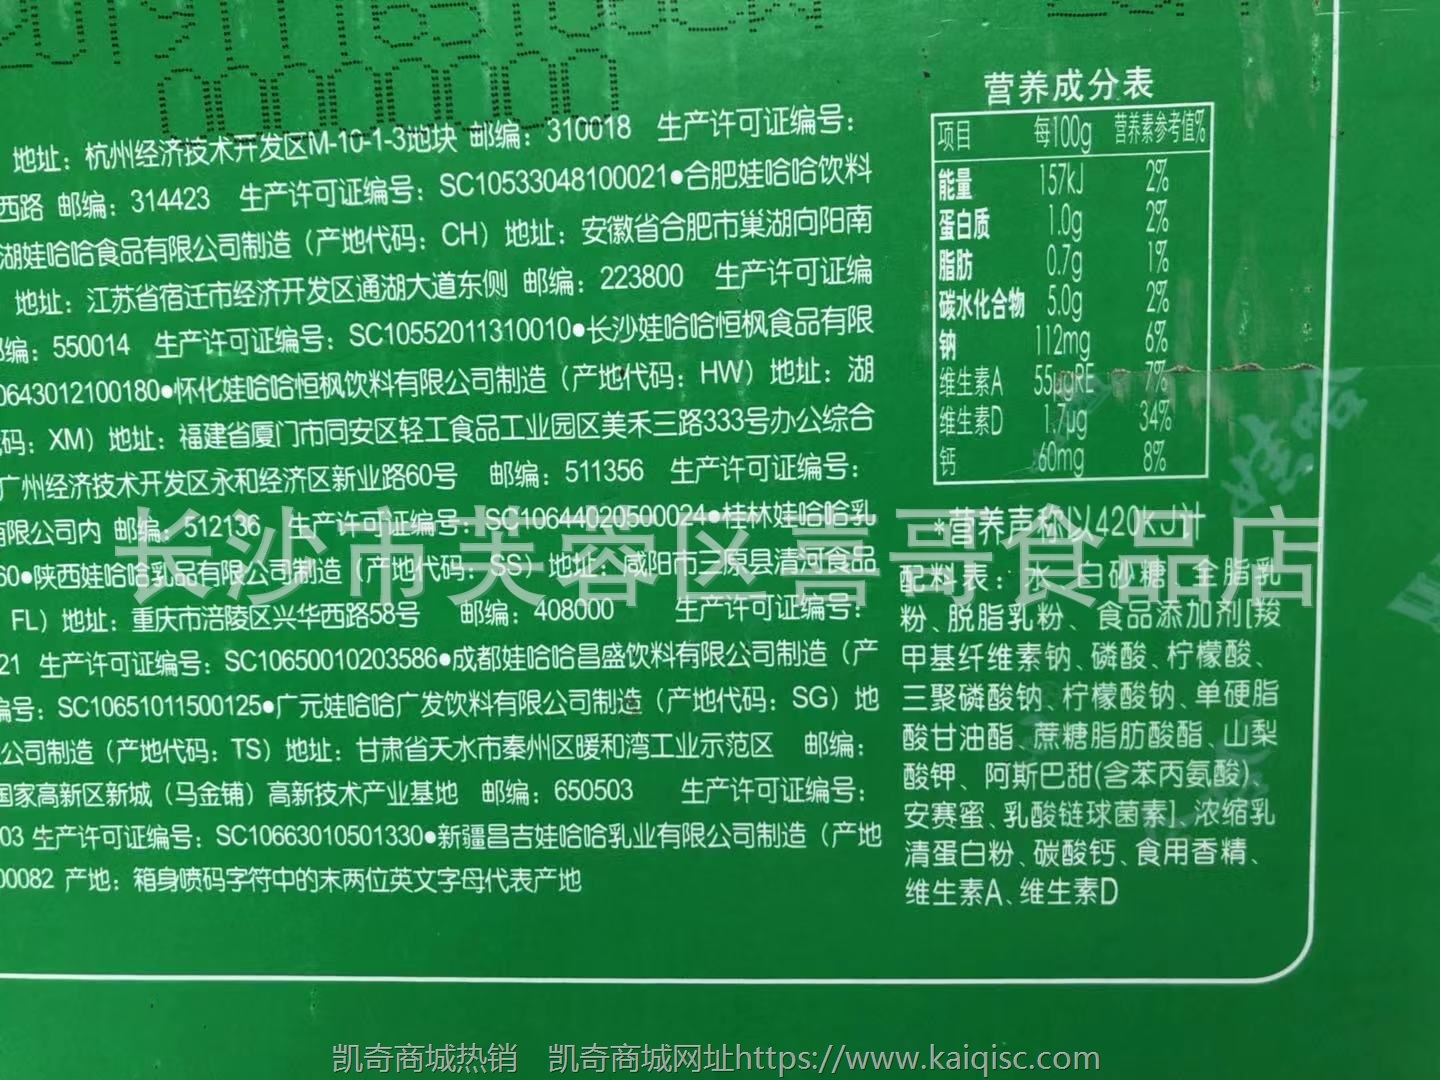 00000000
地址：杭州经济技术开发区M-10-1-3地块 邮编：310018 生产许可证编号：
西路 邮编：314423 生产许可证编号：SC10533048100021●合肥娃哈哈饮料
湖娃哈哈食品有限公司制造（产地代码：CH）地址：安徽省合肥市巢湖向阳南
地址：江苏省宿迁市经济开发区通湖大道东侧 邮编：223800 生产许可证编
编：550014 生产许可证编号：SC10552011310010●长沙娃哈哈恒枫食品有限
0643012100180●怀化娃哈哈恒枫饮料有限公司制造（产地代码：HW）地址：湖
码：XM）地址：福建省厦门市同安区轻工食品工业园区美禾三路333号办公综合
广州经济技术开发区永和经济区新业路60号 邮编：511356 生产许可证编号：
有限公司内 邮编：512136 生产许可证编号：SC10644020500024●桂林娃哈哈乳
60●陕西娃哈哈乳品有限公司制造（产地代码：SS）地址：咸阳市三原县清河食品
FL）地址：重庆市涪陵区兴华西路58号 邮编：408000 生产许可证编号：
21 生产许可证编号：SC10650010203586●成都娃哈哈昌盛饮料有限公司制造（产
编号：SC10651011500125●广元娃哈哈广发饮料有限公司制造（产地代码：SG）地
公司制造（产地代码：TS）地址：甘肃省天水市秦州区暖和湾工业示范区 邮编：
国家高新区新城（马金铺）高新技术产业基地 邮编：650503 生产许可证编号：
03 生产许可证编号：SC10663010501330●新疆昌吉娃哈哈乳业有限公司制造（产地
00082 产地：箱身喷码字符中的末两位英文字母代表产地
营养成分表
项目 每100g 营养素参考值%
能量 157kJ 2%
蛋白质 1.0g 2%
脂肪 0.7g 1%
碳水化合物 5.0g 2%
钠 112mg 6%
维生素A 55μgRE 7%
维生素D 1.7μg 34%
钙 60mg 8%
*营养声称以420KJ计
配料表：水、白砂糖、全脂乳
粉、脱脂乳粉、食品添加剂[羧
甲基纤维素钠、磷酸、柠檬酸、
三聚磷酸钠、柠檬酸钠、单硬脂
酸甘油酯、蔗糖脂肪酸酯、山梨
酸钾、阿斯巴甜(含苯丙氨酸)、
安赛蜜、乳酸链球菌素]、浓缩乳
清蛋白粉、碳酸钙、食用香精、
维生素A、维生素D
长沙市芙蓉区喜哥食品店
凯奇商城热销 凯奇商城网址https://www.kaiqisc.com